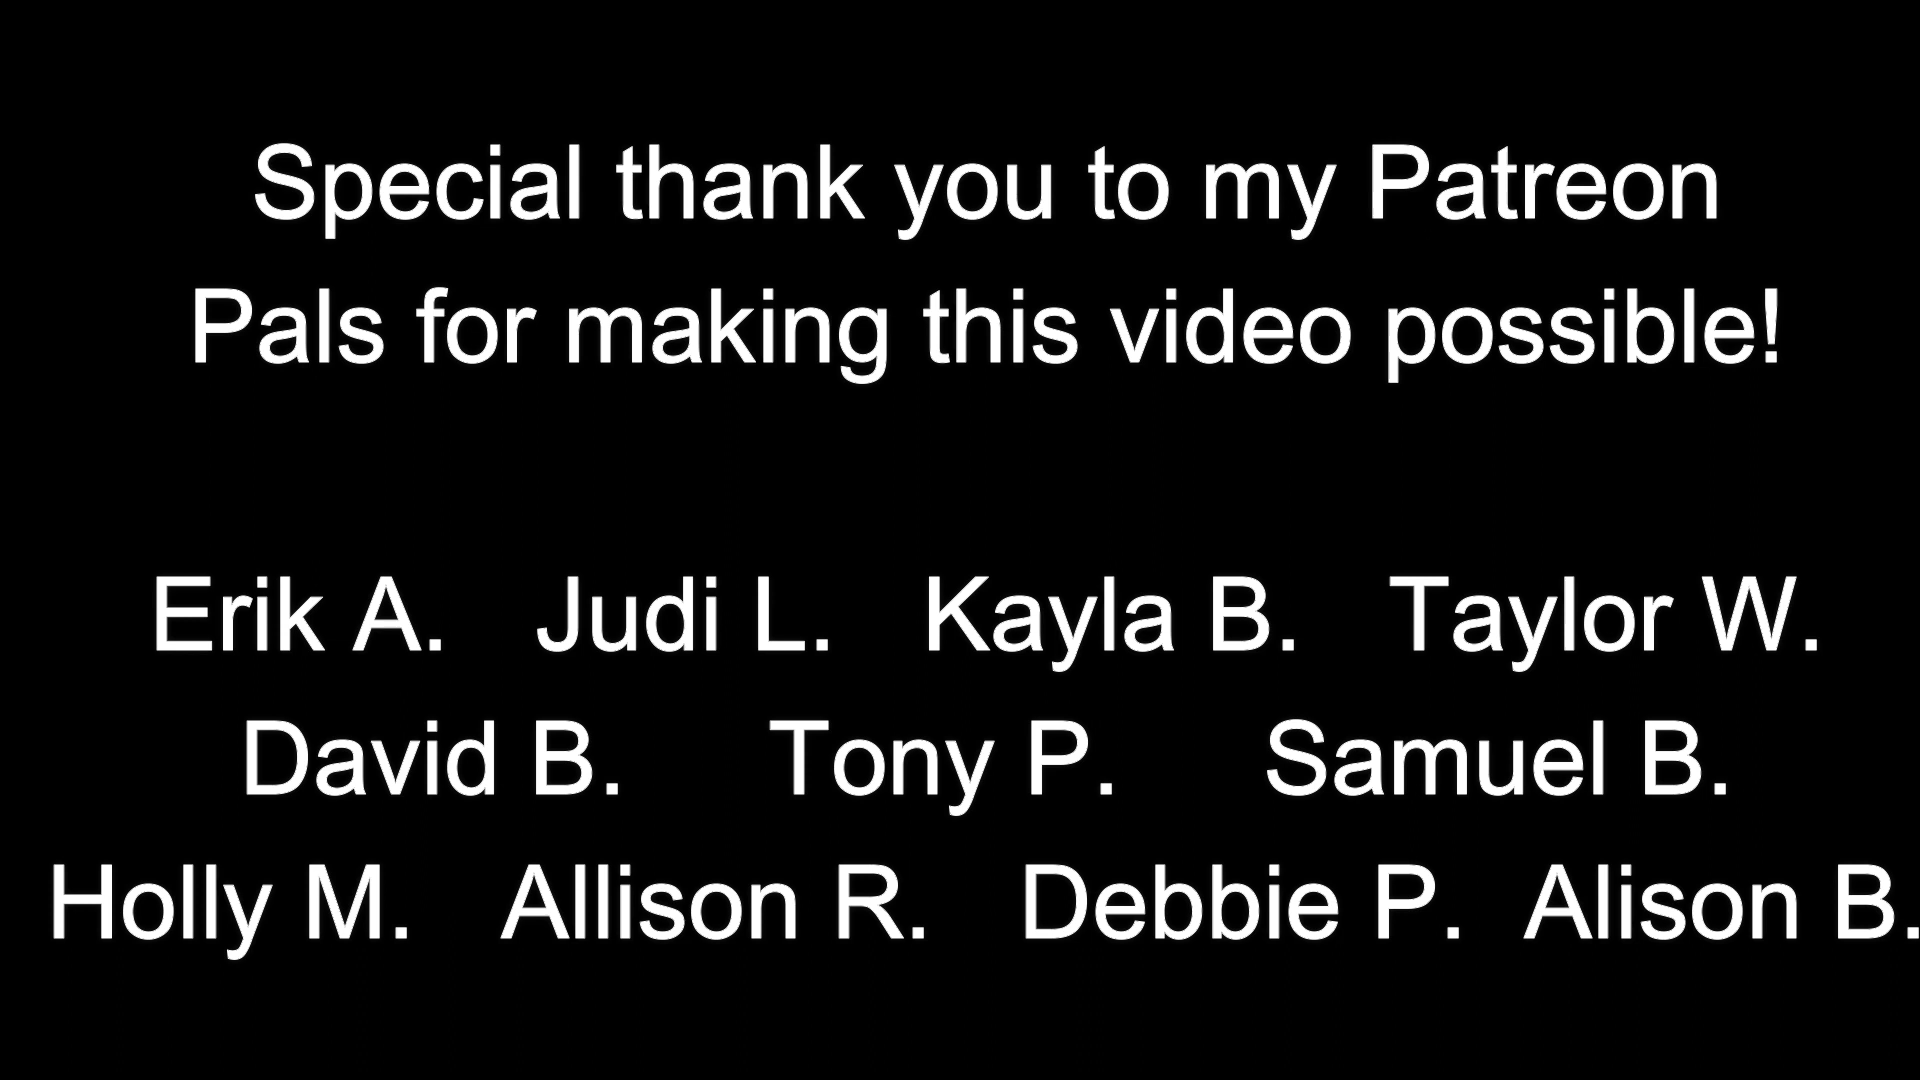 Special thank you to my Patreon
Pals for making this video possible!
Erik A. Judi L. Kayla B. Taylor W.
David B. Tony P. Samuel B.
Holly M. Allison R. Debbie P. Alison B.